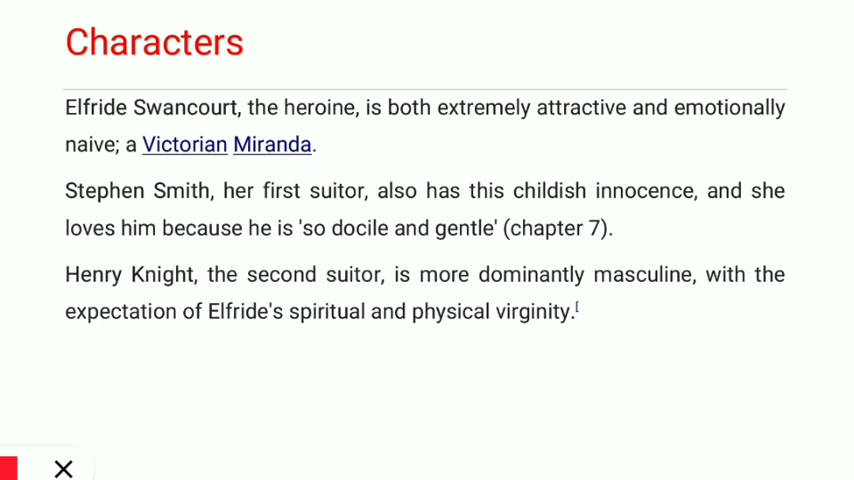 Characters
Elfride Swancourt, the heroine, is both extremely attractive and emotionally
naive; a Victorian Miranda.
Stephen Smith, her first suitor, also has this childish innocence, and she
loves him because he is 'so docile and gentle' (chapter 7).
Henry Knight, the second suitor, is more dominantly masculine, with the
expectation of Elfride's spiritual and physical virginity.[